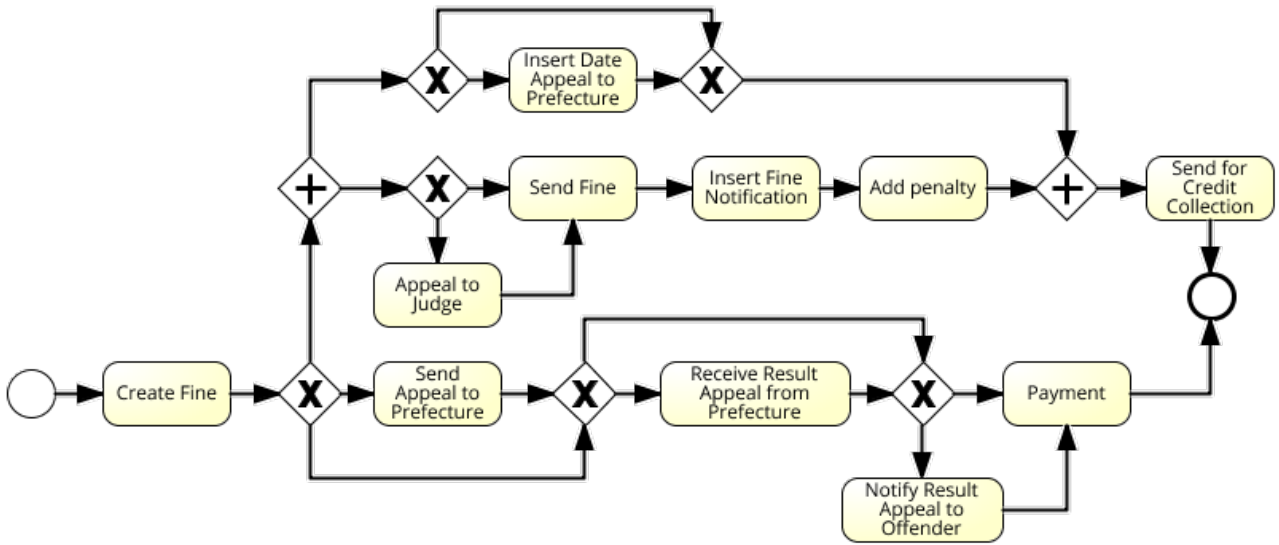 Insert Date
Appeal to
Prefecture
Send Fine
Insert Fine
Notification
Add penalty
Send for
Credit
Collection
Appeal to
Judge
Create Fine
Send
Appeal to
Prefecture
Receive Result
Appeal from
Prefecture
Payment
Notify Result
Appeal to
Offender